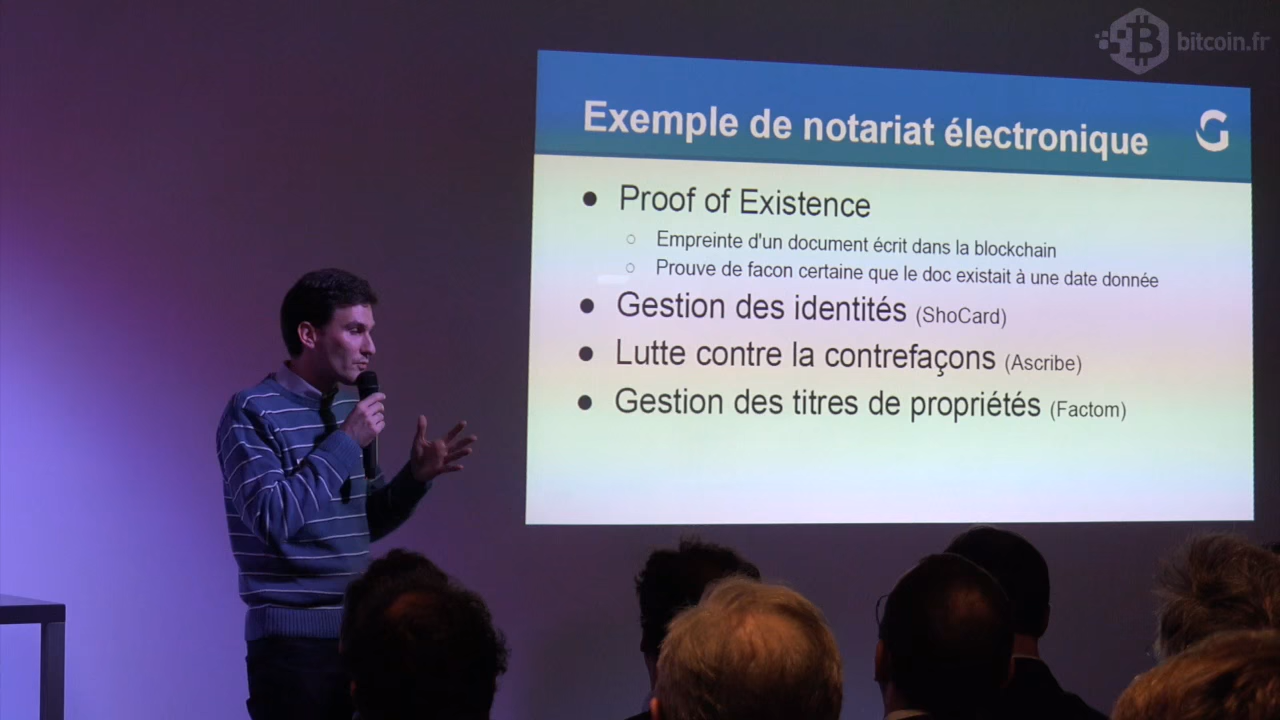 bitcoin.fr
Exemple de notariat électronique
Proof of Existence
Empreinte d'un document écrit dans la blockchain
Prouve de facon certaine que le doc existait à une date donnée
Gestion des identités (ShoCard)
Lutte contre la contrefaçons (Ascribe)
Gestion des titres de propriétés (Factom)